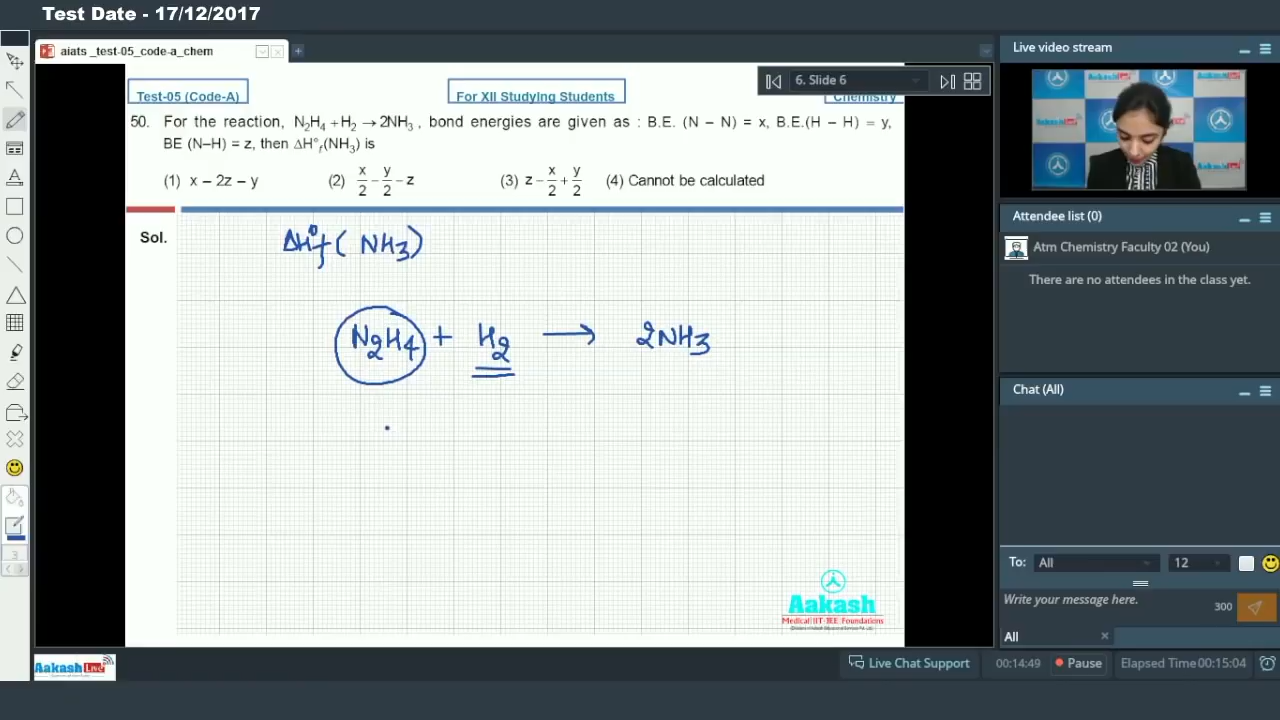 Test Date - 17/12/2017
aiats _test-05_code-a_chem
Live video stream
6. Slide 6
Test-05 (Code-A)
For XII Studying Students
Chemistry
50. For the reaction, N₂H₄ + H₂ → 2NH₃ , bond energies are given as : B.E. (N – N) = x, B.E.(H – H) = y,
BE (N–H) = z, then ΔH°f(NH₃) is
(1) x – 2z – y (2) x/2 – y/2 – z (3) z – x/2 + y/2 (4) Cannot be calculated
Sol.
ΔH°f ( NH₃)
N₂H₄ + H₂ → 2NH₃
Aakash
Medical|IIT-JEE|Foundations
Attendee list (0)
Atm Chemistry Faculty 02 (You)
There are no attendees in the class yet.
Chat (All)
To: All 12
Write your message here.
300
All
3
Aakash Live
Live Chat Support
00:14:49
Pause
Elapsed Time 00:15:04